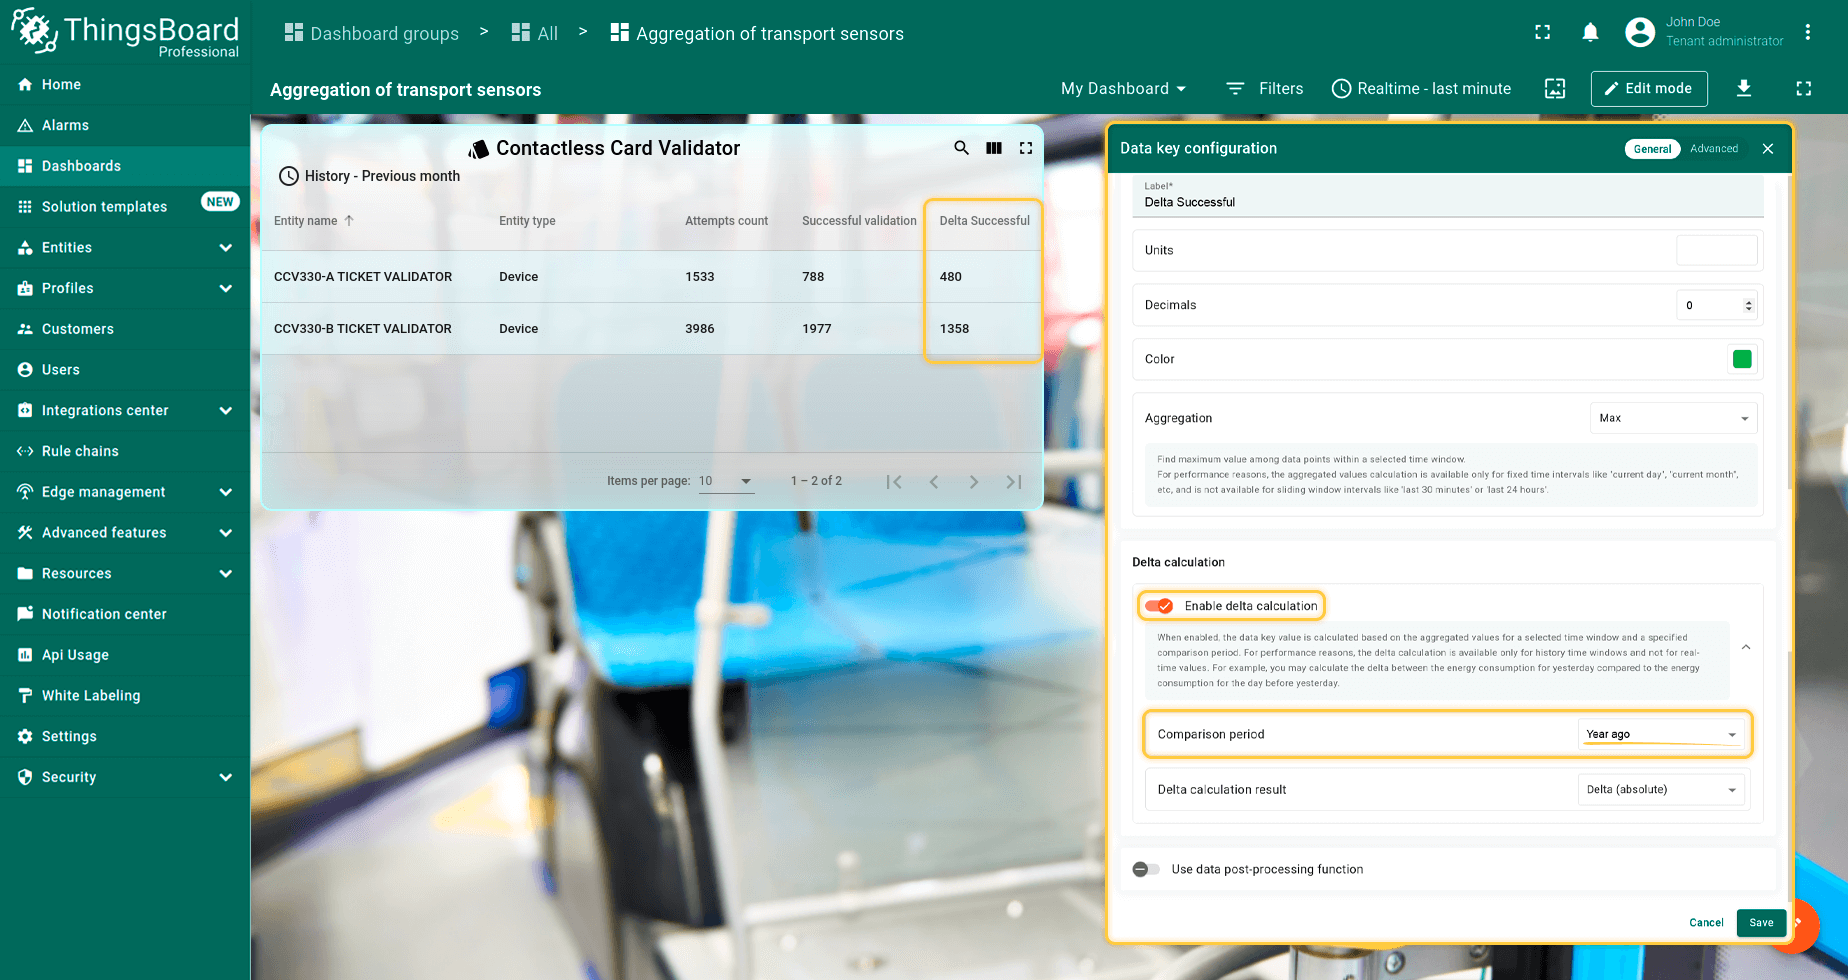 ThingsBoard
Professional
Dashboard groups > All > Aggregation of transport sensors
John Doe
Tenant administrator
Home
Alarms
Dashboards
Solution templates NEW
Entities
Profiles
Customers
Users
Integrations center
Rule chains
Edge management
Advanced features
Resources
Notification center
Api Usage
White Labeling
Settings
Security
Aggregation of transport sensors
My Dashboard Filters Realtime - last minute Edit mode
Contactless Card Validator
History - Previous month
Entity name Entity type Attempts count Successful validation Delta Successful
CCV330-A TICKET VALIDATOR Device 1533 788 480
CCV330-B TICKET VALIDATOR Device 3986 1977 1358
Items per page: 10 1 – 2 of 2
Data key configuration General Advanced
Label*
Delta Successful
Units
Decimals 0
Color
Aggregation Max
Find maximum value among data points within a selected time window.
For performance reasons, the aggregated values calculation is available only for fixed time intervals like 'current day', 'current month',
etc, and is not available for sliding window intervals like 'last 30 minutes' or 'last 24 hours'.
Delta calculation
Enable delta calculation
When enabled, the data key value is calculated based on the aggregated values for a selected time window and a specified
comparison period. For performance reasons, the delta calculation is available only for history time windows and not for real-
time values. For example, you may calculate the delta between the energy consumption for yesterday compared to the energy
consumption for the day before yesterday.
Comparison period Year ago
Delta calculation result Delta (absolute)
Use data post-processing function
Cancel Save